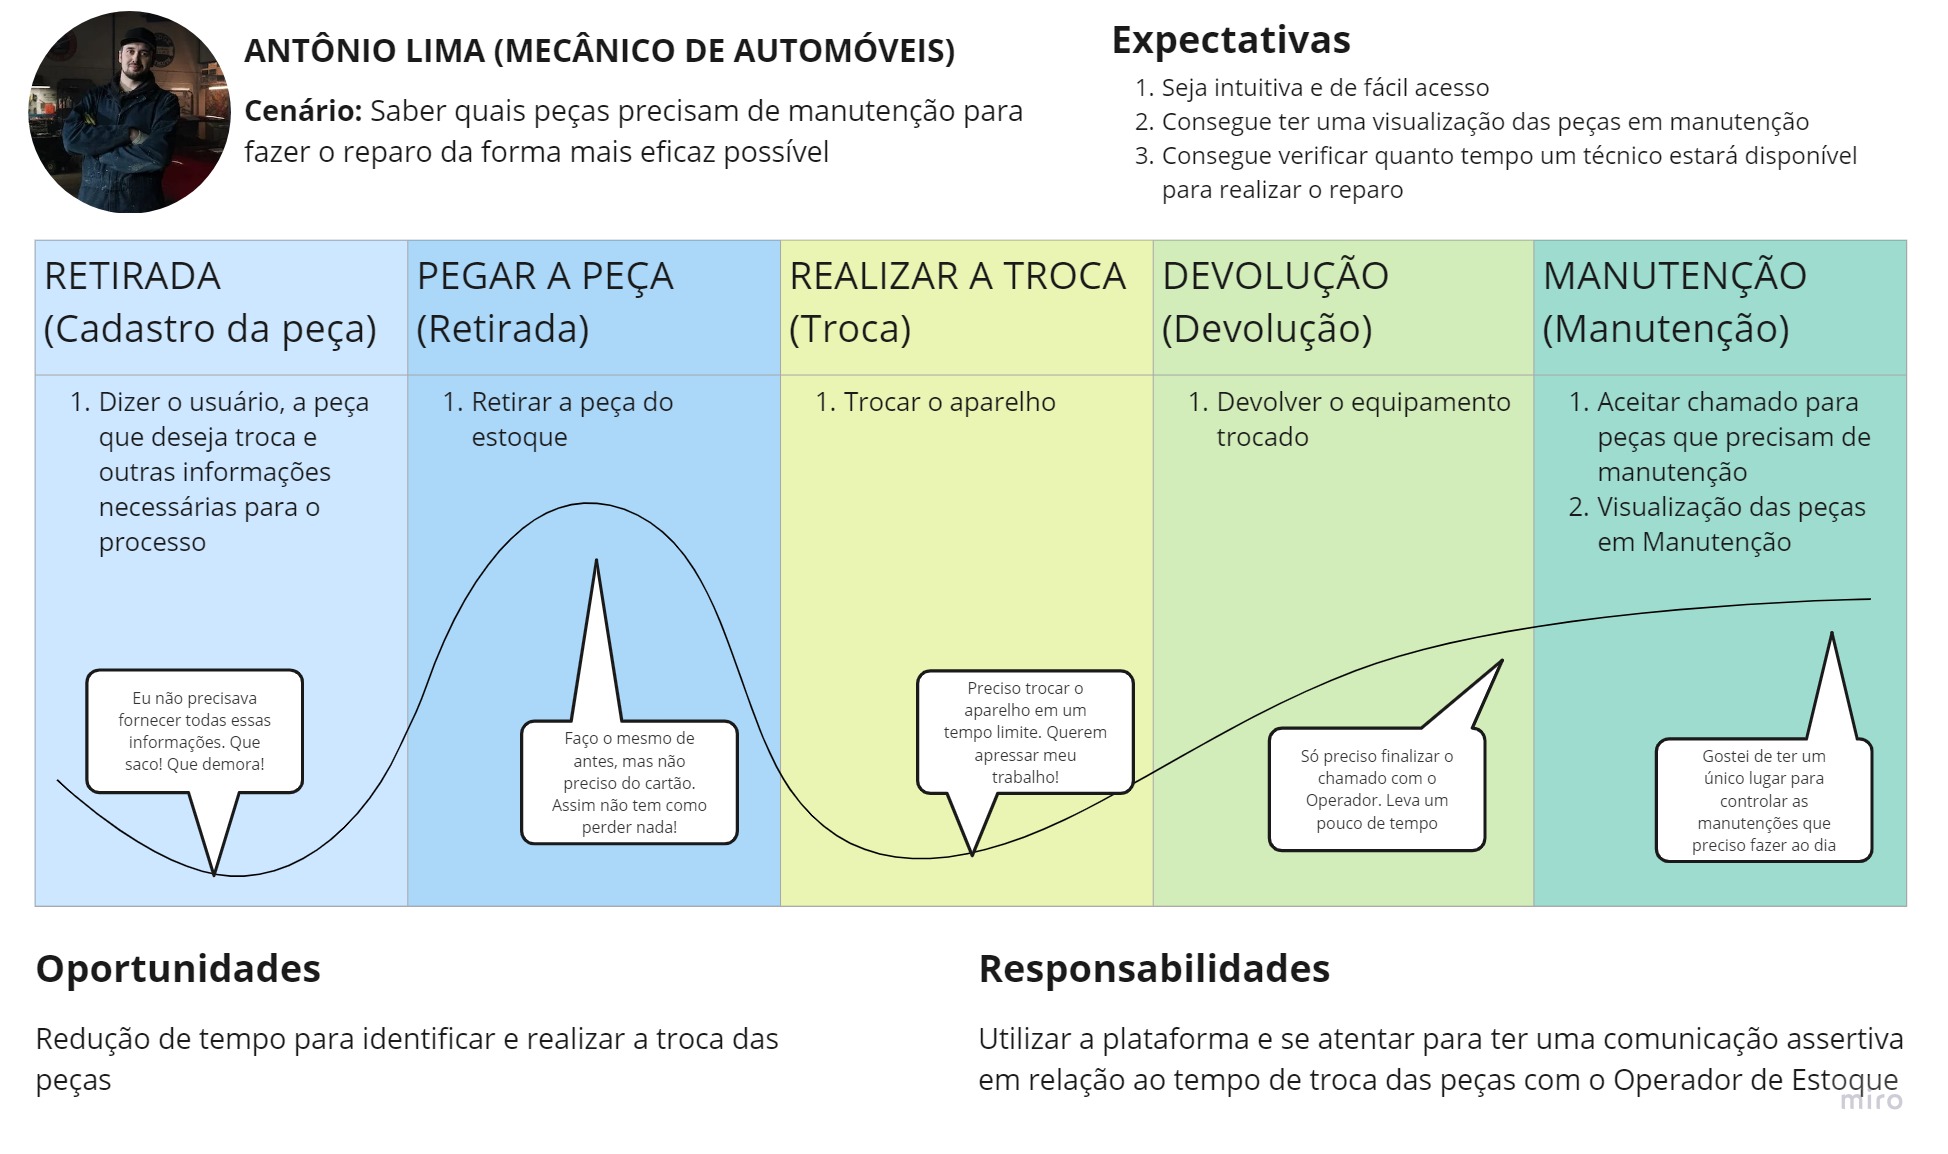 ANTÔNIO LIMA (MECÂNICO DE AUTOMÓVEIS)
Cenário: Saber quais peças precisam de manutenção para
fazer o reparo da forma mais eficaz possível
Expectativas
1. Seja intuitiva e de fácil acesso
2. Consegue ter uma visualização das peças em manutenção
3. Consegue verificar quanto tempo um técnico estará disponível
para realizar o reparo
RETIRADA
(Cadastro da peça)
1. Dizer o usuário, a peça
que deseja troca e
outras informações
necessárias para o
processo
Eu não precisava
fornecer todas essas
informações. Que
saco! Que demora!
PEGAR A PEÇA
(Retirada)
1. Retirar a peça do
estoque
Faço o mesmo de
antes, mas não
preciso do cartão.
Assim não tem como
perder nada!
REALIZAR A TROCA
(Troca)
1. Trocar o aparelho
Preciso trocar o
aparelho em um
tempo limite. Querem
apressar meu
trabalho!
DEVOLUÇÃO
(Devolução)
1. Devolver o equipamento
trocado
Só preciso finalizar o
chamado com o
Operador. Leva um
pouco de tempo
MANUTENÇÃO
(Manutenção)
1. Aceitar chamado para
peças que precisam de
manutenção
2. Visualização das peças
em Manutenção
Gostei de ter um
único lugar para
controlar as
manutenções que
preciso fazer ao dia
Oportunidades
Redução de tempo para identificar e realizar a troca das
peças
Responsabilidades
Utilizar a plataforma e se atentar para ter uma comunicação assertiva
em relação ao tempo de troca das peças com o Operador de Estoque
miro